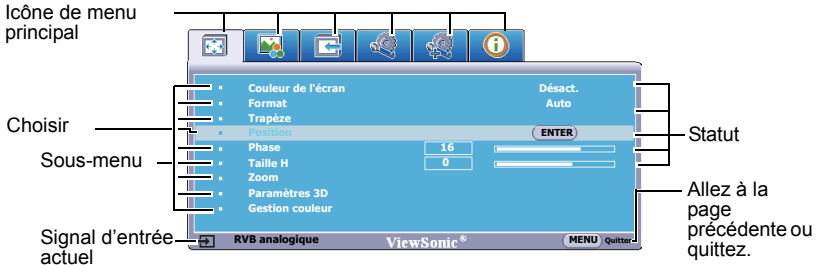 Icône de menu
principal
Couleur de l'écran Désact.
Format Auto
Trapèze
Choisir
Position ENTER
Statut
Phase 16
Sous-menu
Taille H 0
Zoom
Paramètres 3D
Gestion couleur
Allez à la
page
précédente ou
quittez.
Signal d'entrée
actuel
RVB analogique ViewSonic® MENU Quitter